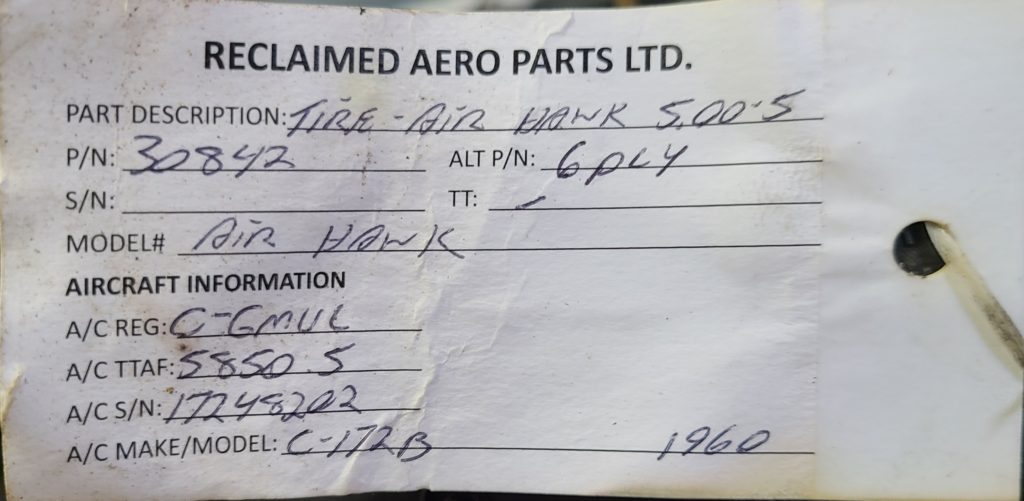 RECLAIMED AERO PARTS LTD.
PART DESCRIPTION: TIRE - AIR HAWK 5.00-5
P/N: 30842 ALT P/N: 6 PLY
S/N: TT: -
MODEL# AIR HAWK
AIRCRAFT INFORMATION
A/C REG: C-GMUL
A/C TTAF: 5850.5
A/C S/N: 17248202
A/C MAKE/MODEL: C-172B 1960